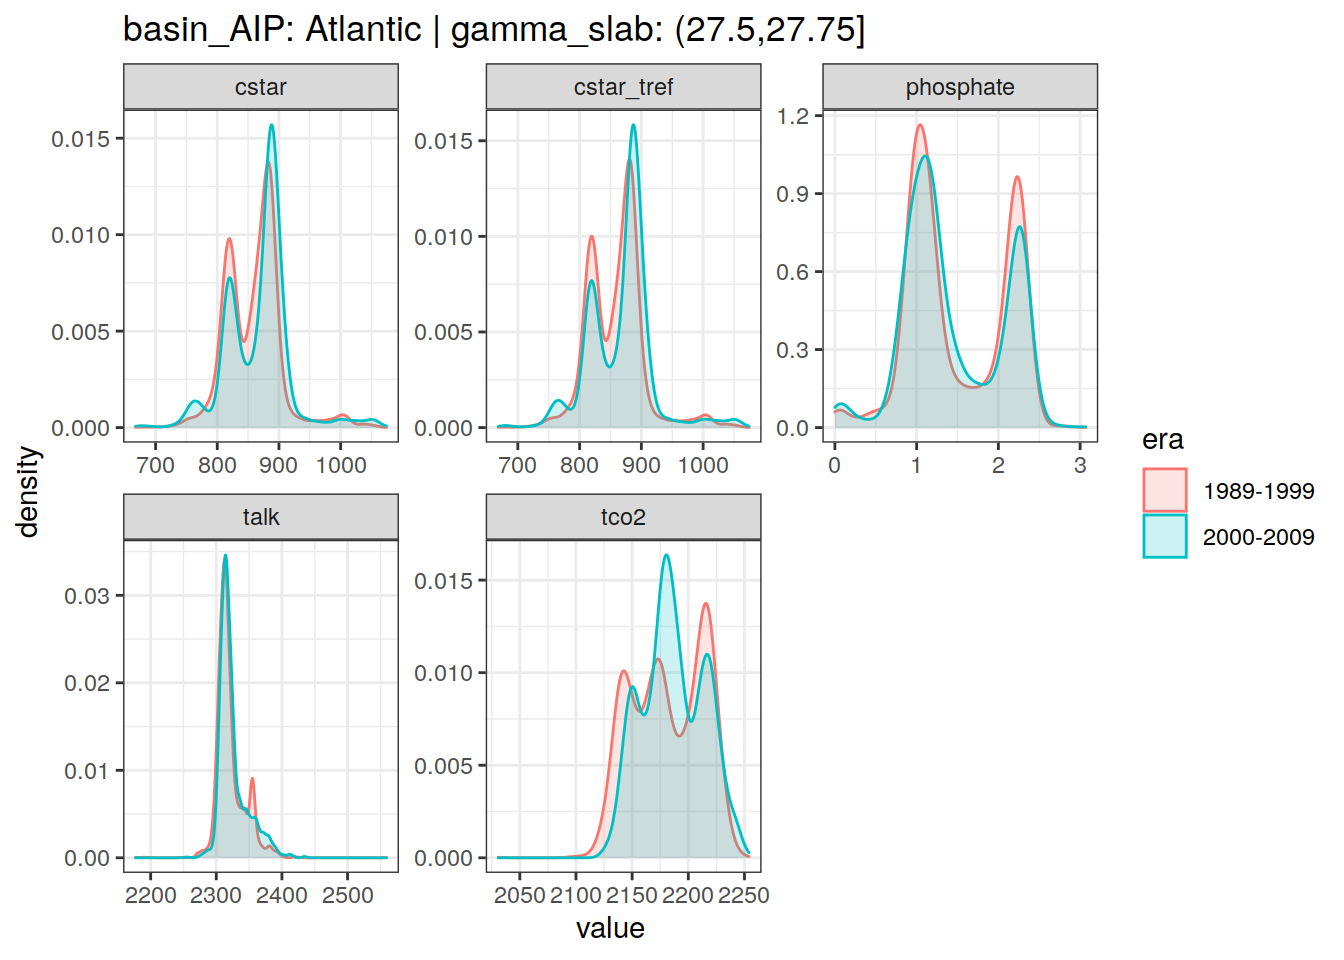 basin_AIP: Atlantic | gamma_slab: (27.5,27.75]
cstar
cstar_tref
phosphate
0.015
0.010
0.005
0.000
700 800 900 1000
0.015
0.010
0.005
0.000
700 800 900 1000
1.2
0.9
0.6
0.3
0.0
0 1 2 3
density
talk
tco2
0.03
0.02
0.01
0.00
2200 2300 2400 2500
0.015
0.010
0.005
0.000
2050 2100 2150 2200 2250
value
era
1989-1999
2000-2009